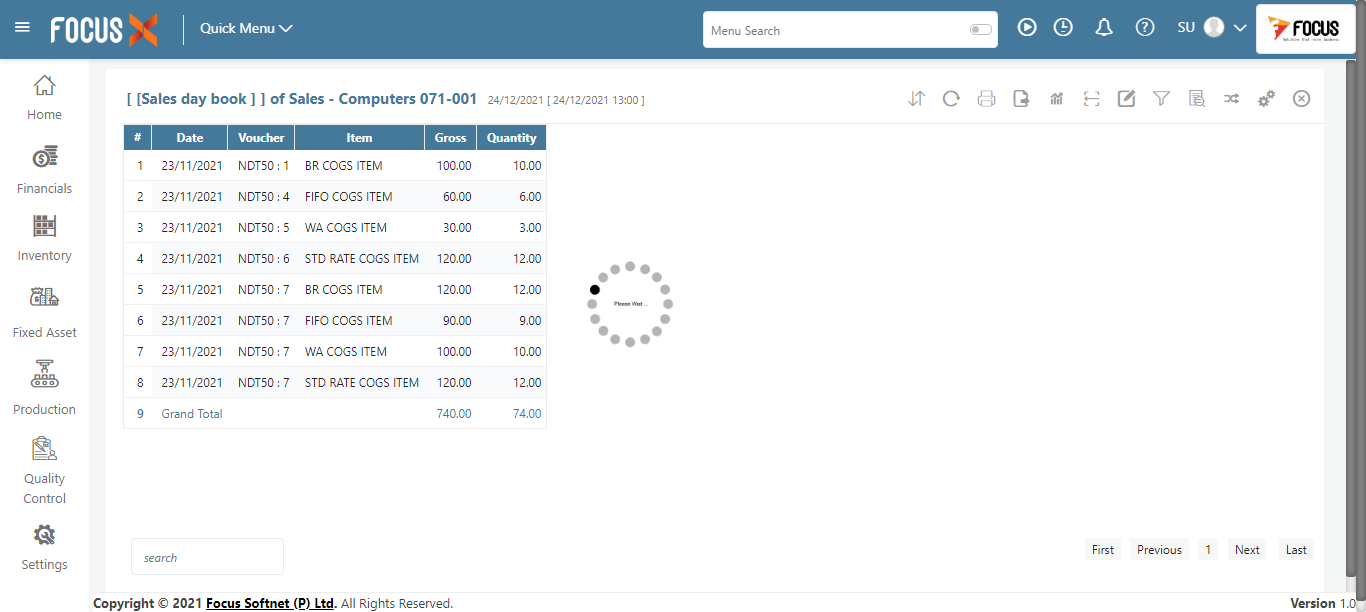 FOCUS X Quick Menu Menu Search SU FOCUS
[ [Sales day book ] ] of Sales - Computers 071-001 24/12/2021 [ 24/12/2021 13:00 ]
Home
Financials
Inventory
Fixed Asset
Production
Quality
Control
Settings
# Date Voucher Item Gross Quantity
1 23/11/2021 NDT50 : 1 BR COGS ITEM 100.00 10.00
2 23/11/2021 NDT50 : 4 FIFO COGS ITEM 60.00 6.00
3 23/11/2021 NDT50 : 5 WA COGS ITEM 30.00 3.00
4 23/11/2021 NDT50 : 6 STD RATE COGS ITEM 120.00 12.00
5 23/11/2021 NDT50 : 7 BR COGS ITEM 120.00 12.00
6 23/11/2021 NDT50 : 7 FIFO COGS ITEM 90.00 9.00
7 23/11/2021 NDT50 : 7 WA COGS ITEM 100.00 10.00
8 23/11/2021 NDT50 : 7 STD RATE COGS ITEM 120.00 12.00
9 Grand Total 740.00 74.00
Please Wait ...
search
First Previous 1 Next Last
Copyright © 2021 Focus Softnet (P) Ltd. All Rights Reserved. Version 1.0